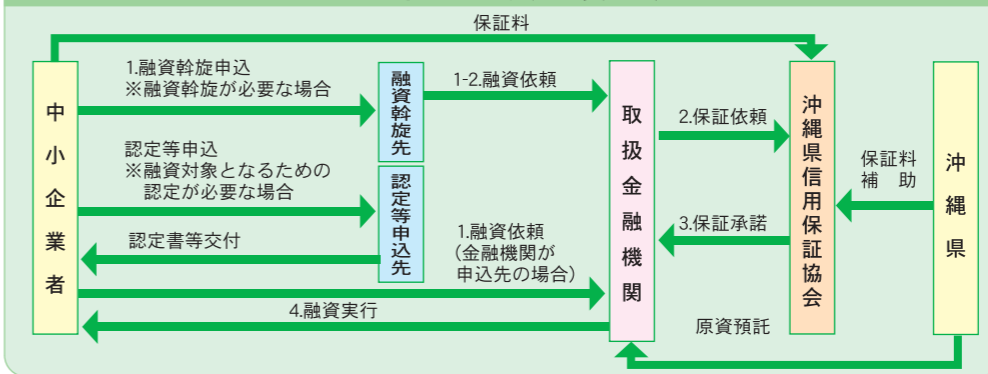 保証料
中小企業者
1.融資斡旋申込
※融資斡旋が必要な場合
融資斡旋先
1-2.融資依頼
取扱金融機関
2.保証依頼
沖縄県信用保証協会
保証料
補　助
沖縄県
認定等申込
※融資対象となるための
認定が必要な場合
認定等申込先
認定書等交付
1.融資依頼
(金融機関が
申込先の場合)
3.保証承諾
4.融資実行
原資預託